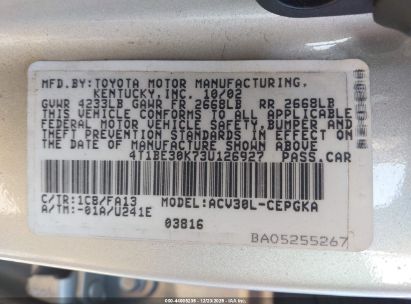 MFD.BY:TOYOTA MOTOR MANUFACTURING,
KENTUCKY,INC. 10/02
GVWR 4233LB GAWR FR 2668LB RR 2668LB
THIS VEHICLE CONFORMS TO ALL APPLICABLE
FEDERAL MOTOR VEHICLE SAFETY,BUMPER, AND
THEFT PREVENTION STANDARDS IN EFFECT ON
THE DATE OF MANUFACTURE SHOWN ABOVE.
4T1BE30K73U126927 PASS.CAR
C/TR:1C8/FA13 MODEL:ACV30L-CEPGKA
A/TM:-01A/U241E
03816
BA05255267